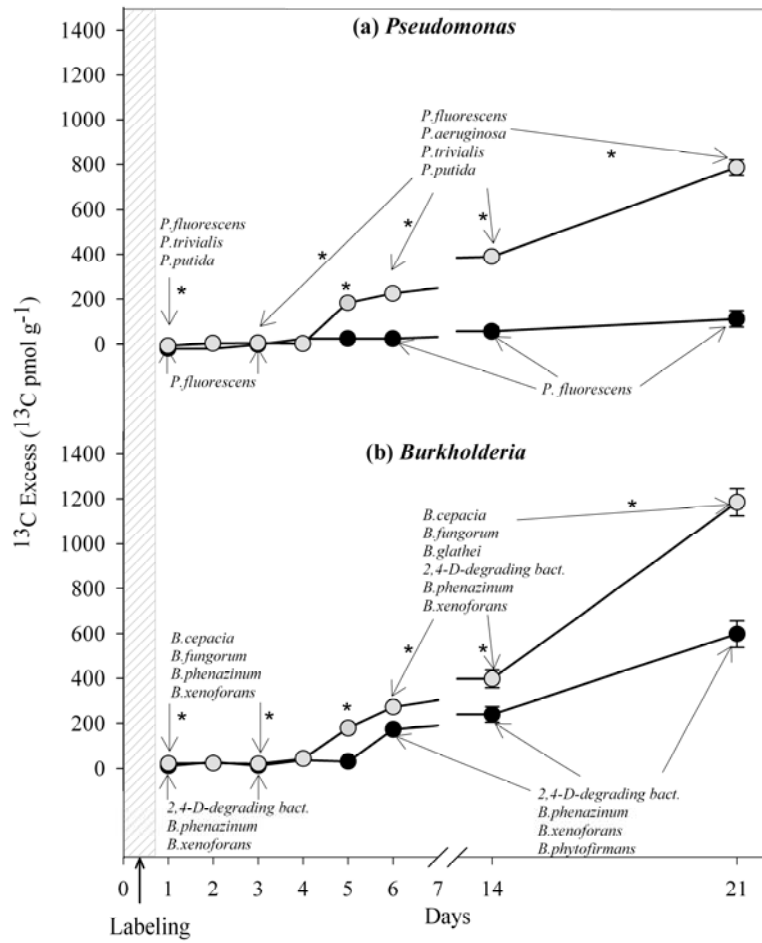 (a) Pseudomonas
1400
1200
1000
800
600
400
200
0
P.fluorescens
P.aeruginosa
P.trivialis
P.putida
*
P.fluorescens
P.trivialis
P.putida
*
*
*
*
*
P.fluorescens
P. fluorescens
13C Excess (13C pmol g-1)
(b) Burkholderia
1400
1200
1000
800
600
400
200
0
B.cepacia
B.fungorum
B.glathei
2,4-D-degrading bact.
B.phenazinum
B.xenoforans
*
B.cepacia
B.fungorum
B.phenazinum
B.xenoforans
*
*
*
*
*
2,4-D-degrading bact.
B.phenazinum
B.xenoforans
2,4-D-degrading bact.
B.phenazinum
B.xenoforans
B.phytofirmans
0 1 2 3 4 5 6 7 14 21
Labeling
Days